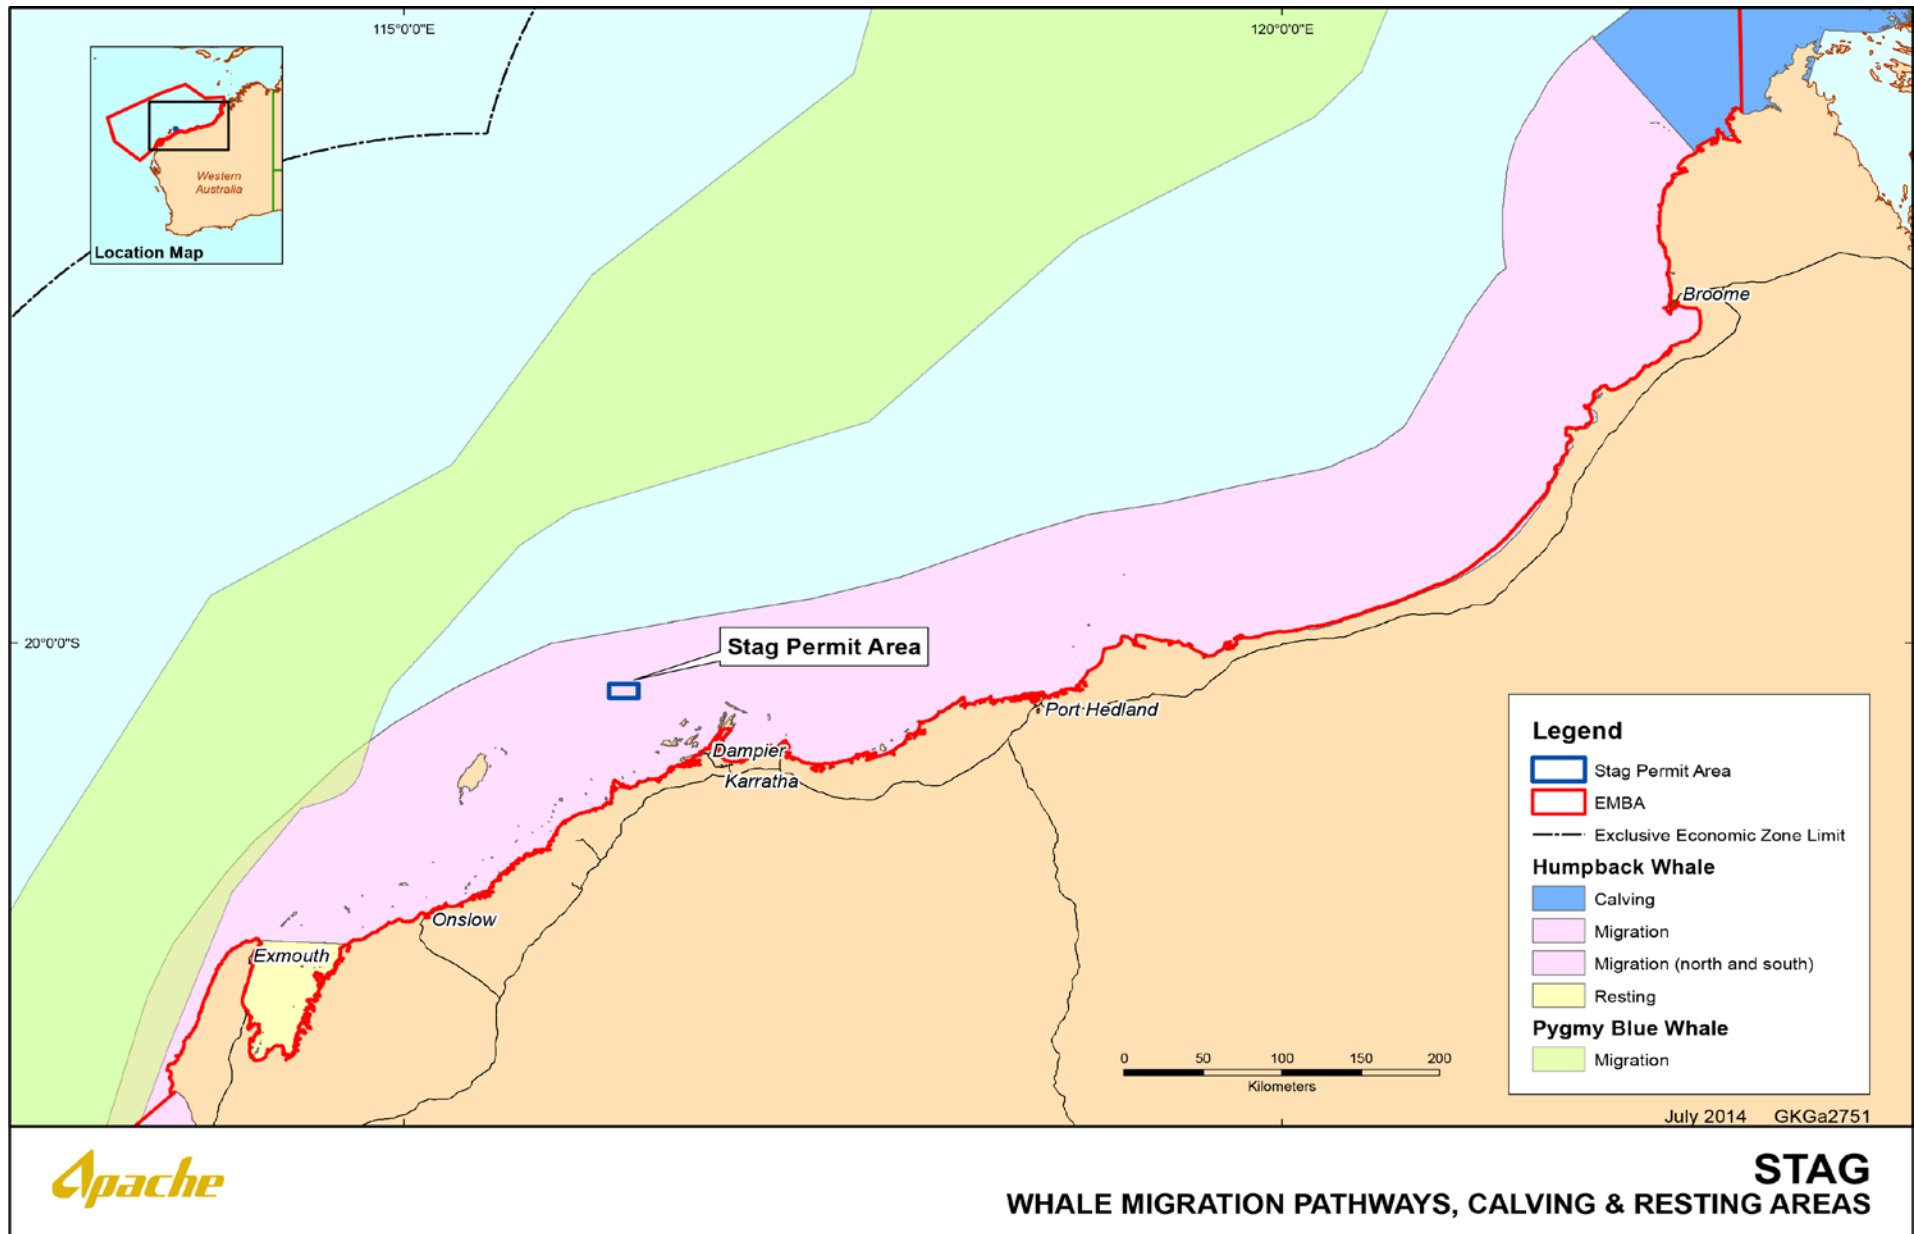 115°0'0"E
120°0'0"E
Western
Australia
Location Map
Broome
20°0'0"S
Stag Permit Area
Port Hedland
Dampier
Karratha
Onslow
Exmouth
Legend
Stag Permit Area
EMBA
Exclusive Economic Zone Limit
Humpback Whale
Calving
Migration
Migration (north and south)
Resting
Pygmy Blue Whale
Migration
0 50 100 150 200
Kilometers
July 2014 GKGa2751
Apache
STAG
WHALE MIGRATION PATHWAYS, CALVING & RESTING AREAS